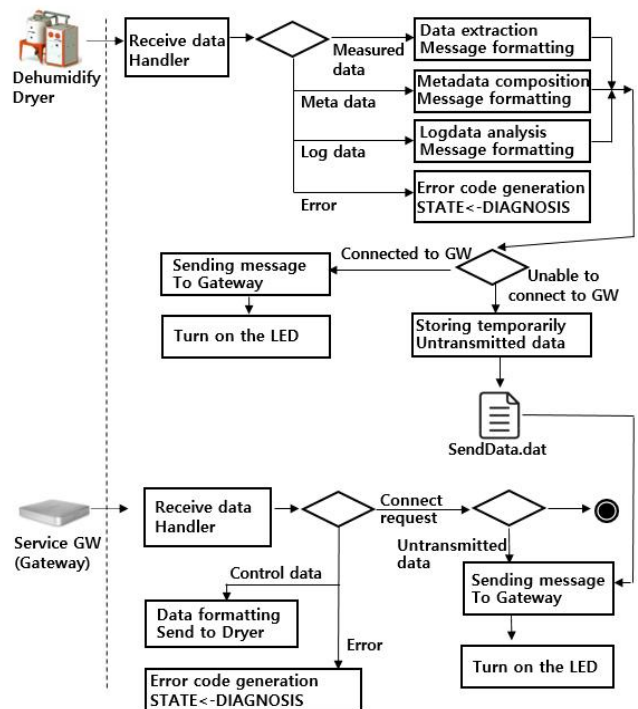 Dehumidify
Dryer
Receive data
Handler
Measured
data
Meta data
Log data
Error
Data extraction
Message formatting
Metadata composition
Message formatting
Logdata analysis
Message formatting
Error code generation
STATE<-DIAGNOSIS
Connected to GW
Unable to
connect to GW
Sending message
To Gateway
Turn on the LED
Storing temporarily
Untransmitted data
SendData.dat
Service GW
(Gateway)
Receive data
Handler
Connect
request
Untransmitted
data
Control data
Data formatting
Send to Dryer
Error
Error code generation
STATE<-DIAGNOSIS
Sending message
To Gateway
Turn on the LED